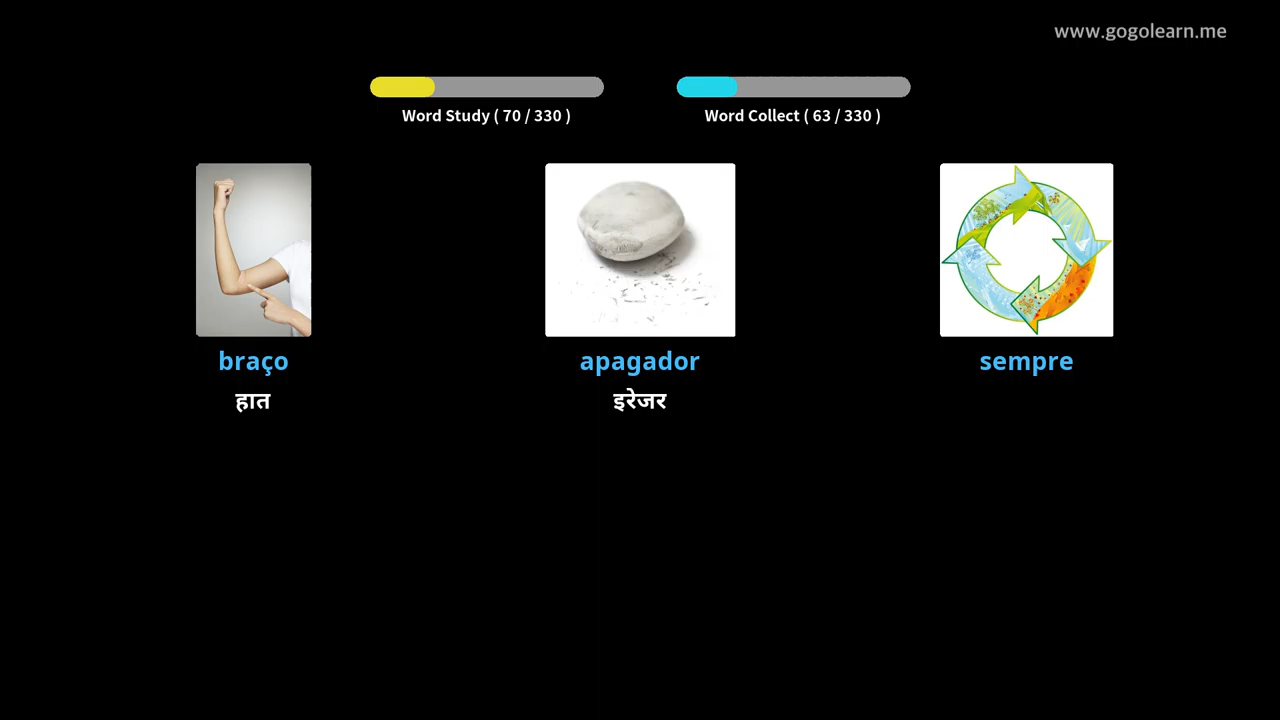 www.gogolearn.me
Word Study ( 70 / 330 )
Word Collect ( 63 / 330 )
braço
apagador
sempre
हात
इरेजर